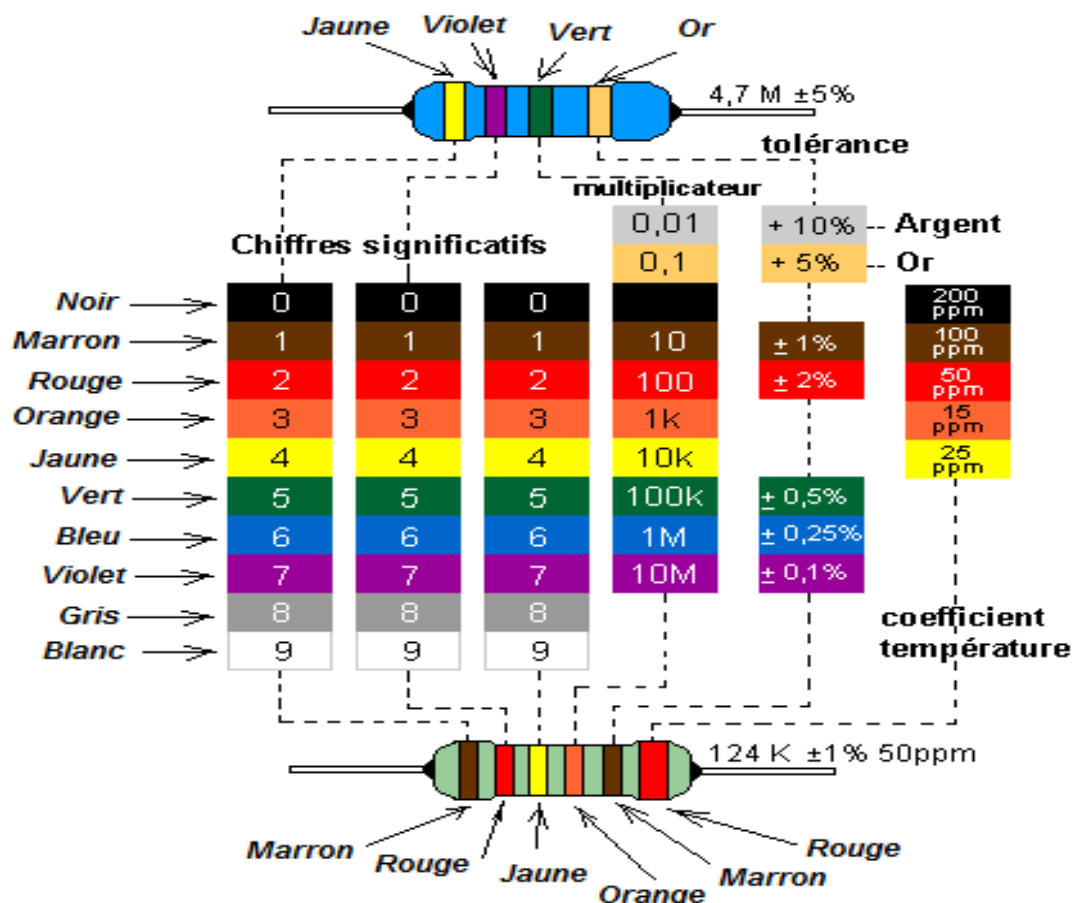 Jaune Violet Vert Or
4,7 M ±5%
tolérance
multiplicateur
0,01 + 10% Argent
Chiffres significatifs
0,1 + 5% Or
Noir 0 0 0 200 ppm
Marron 1 1 1 10 ± 1% 100 ppm
Rouge 2 2 2 100 ± 2% 50 ppm
Orange 3 3 3 1k 15 ppm
Jaune 4 4 4 10k 25 ppm
Vert 5 5 5 100k ± 0,5%
Bleu 6 6 6 1M ± 0,25%
Violet 7 7 7 10M ± 0,1%
Gris 8 8 8
Blanc 9 9 9
coefficient
température
124 K ±1% 50ppm
Marron Rouge Jaune Orange Marron Rouge